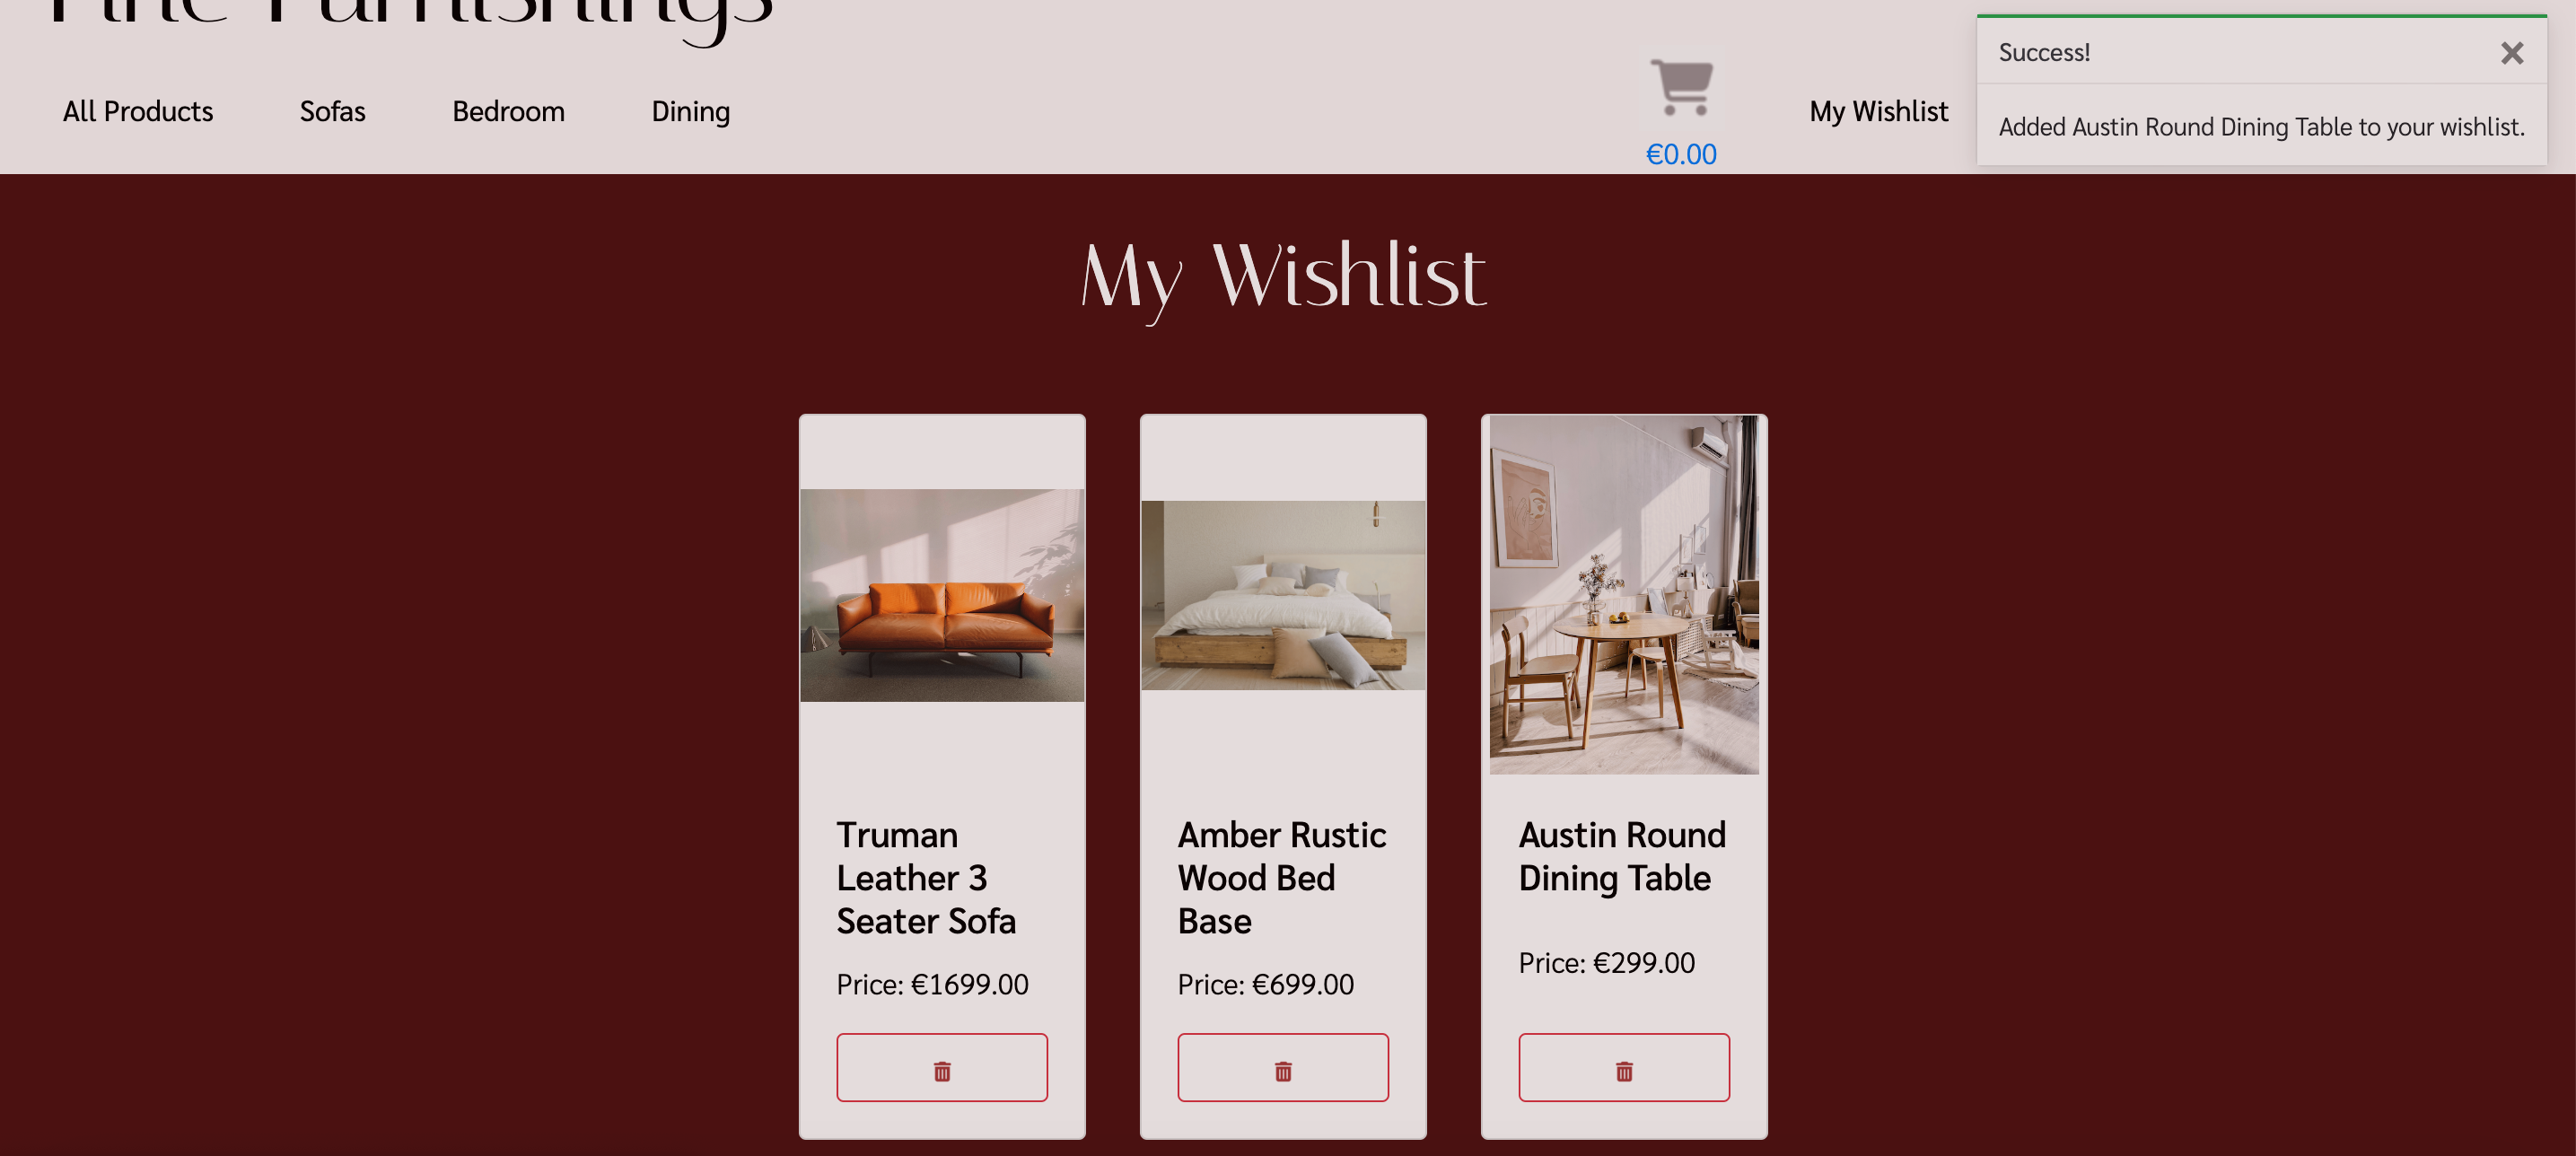 Fine Furnishings
Success!
All Products
Sofas
Bedroom
Dining
€0.00
My Wishlist
Added Austin Round Dining Table to your wishlist.
My Wishlist
Truman
Leather 3
Seater Sofa
Price: €1699.00
Amber Rustic
Wood Bed
Base
Price: €699.00
Austin Round
Dining Table
Price: €299.00